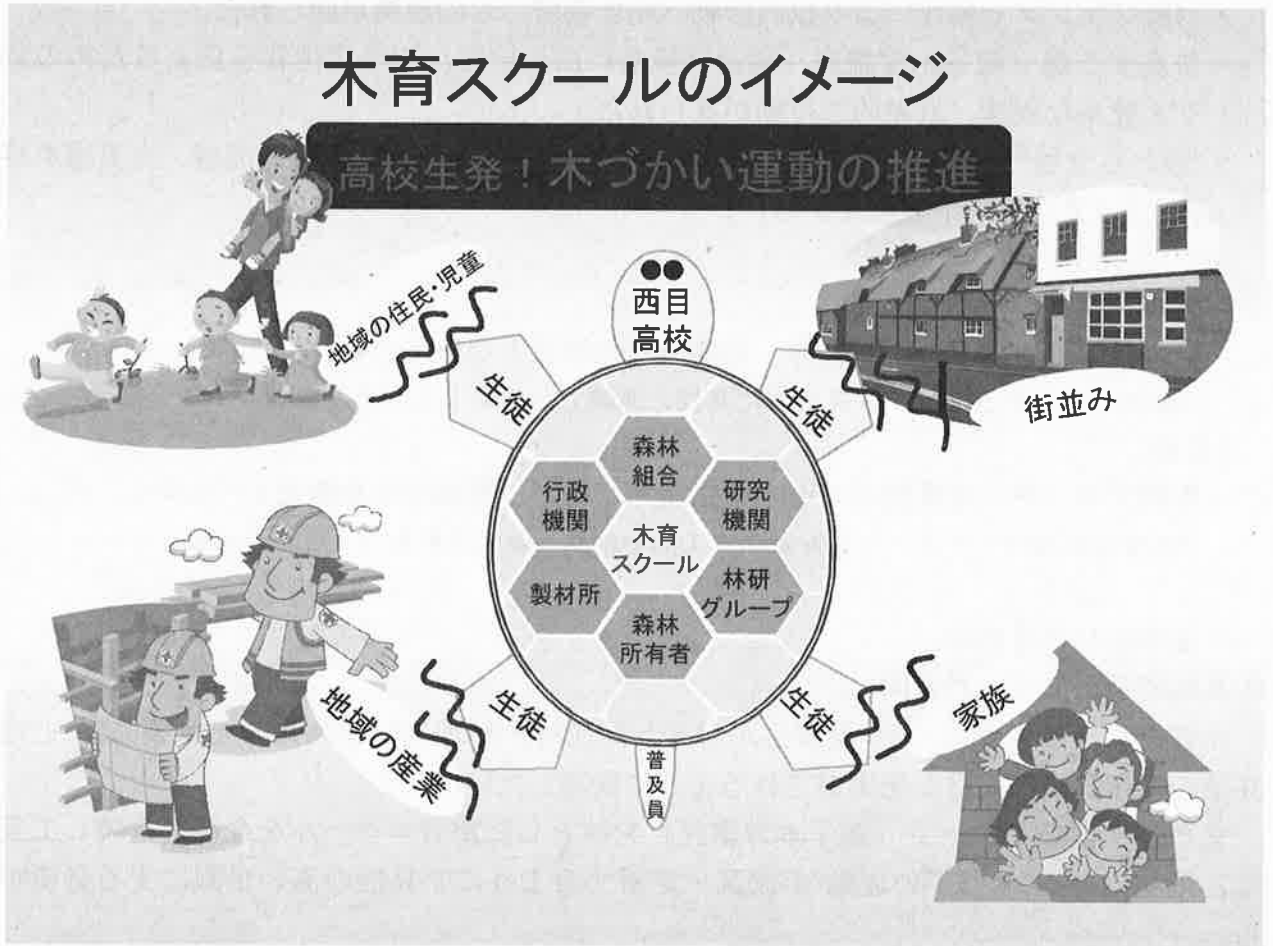 木育スクールのイメージ
高校生発！木づかい運動の推進
地域の住民・児童
西目
高校
生徒
生徒
街並み
森林
組合
行政
機関
研究
機関
木育
スクール
製材所
林研
グループ
森林
所有者
生徒
生徒
地域の産業
家族
普及員